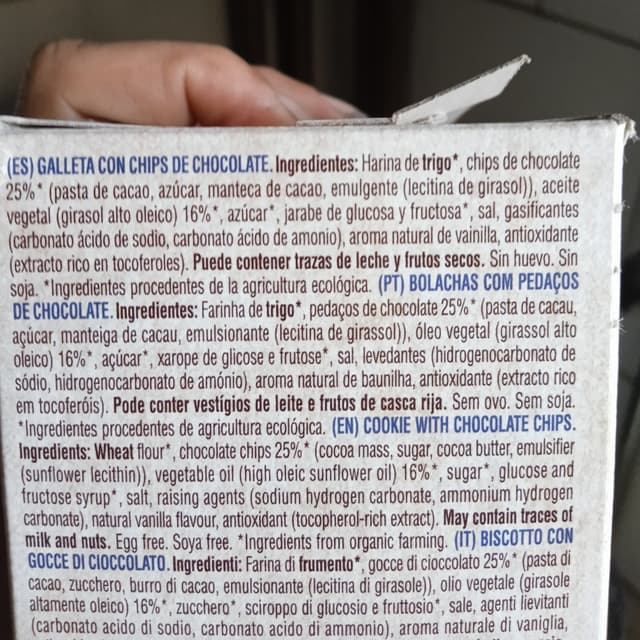 (ES) GALLETA CON CHIPS DE CHOCOLATE. Ingredientes: Harina de trigo*, chips de chocolate
25%* (pasta de cacao, azúcar, manteca de cacao, emulgente (lecitina de girasol)), aceite
vegetal (girasol alto oleico) 16%*, azúcar*, jarabe de glucosa y fructosa*, sal, gasificantes
(carbonato ácido de sodio, carbonato ácido de amonio), aroma natural de vainilla, antioxidante
(extracto rico en tocoferoles). Puede contener trazas de leche y frutos secos. Sin huevo. Sin
soja. *Ingredientes procedentes de la agricultura ecológica. (PT) BOLACHAS COM PEDAÇOS
DE CHOCOLATE. Ingredientes: Farinha de trigo*, pedaços de chocolate 25%* (pasta de cacau,
açúcar, manteiga de cacau, emulsionante (lecitina de girassol)), óleo vegetal (girassol alto
oleico) 16%*, açúcar*, xarope de glicose e frutose*, sal, levedantes (hidrogenocarbonato de
sódio, hidrogenocarbonato de amónio), aroma natural de baunilha, antioxidante (extracto rico
em tocoferóis). Pode conter vestígios de leite e frutos de casca rija. Sem ovo. Sem soja.
*Ingredientes procedentes de agricultura ecológica. (EN) COOKIE WITH CHOCOLATE CHIPS.
Ingredients: Wheat flour*, chocolate chips 25%* (cocoa mass, sugar, cocoa butter, emulsifier
(sunflower lecithin)), vegetable oil (high oleic sunflower oil) 16%*, sugar*, glucose and
fructose syrup*, salt, raising agents (sodium hydrogen carbonate, ammonium hydrogen
carbonate), natural vanilla flavour, antioxidant (tocopherol-rich extract). May contain traces of
milk and nuts. Egg free. Soya free. *Ingredients from organic farming. (IT) BISCOTTO CON
GOCCE DI CIOCCOLATO. Ingredienti: Farina di frumento*, gocce di cioccolato 25%* (pasta di
cacao, zucchero, burro di cacao, emulsionante (lecitina di girasole)), olio vegetale (girasole
altamente oleico) 16%*, zucchero*, sciroppo di glucosio e fruttosio*, sale, agenti lievitanti
(carbonato acido di sodio, carbonato acido di ammonio), aroma naturale di vaniglia,